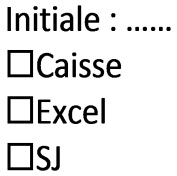 Initiale : ......
☐Caisse
☐Excel
☐SJ